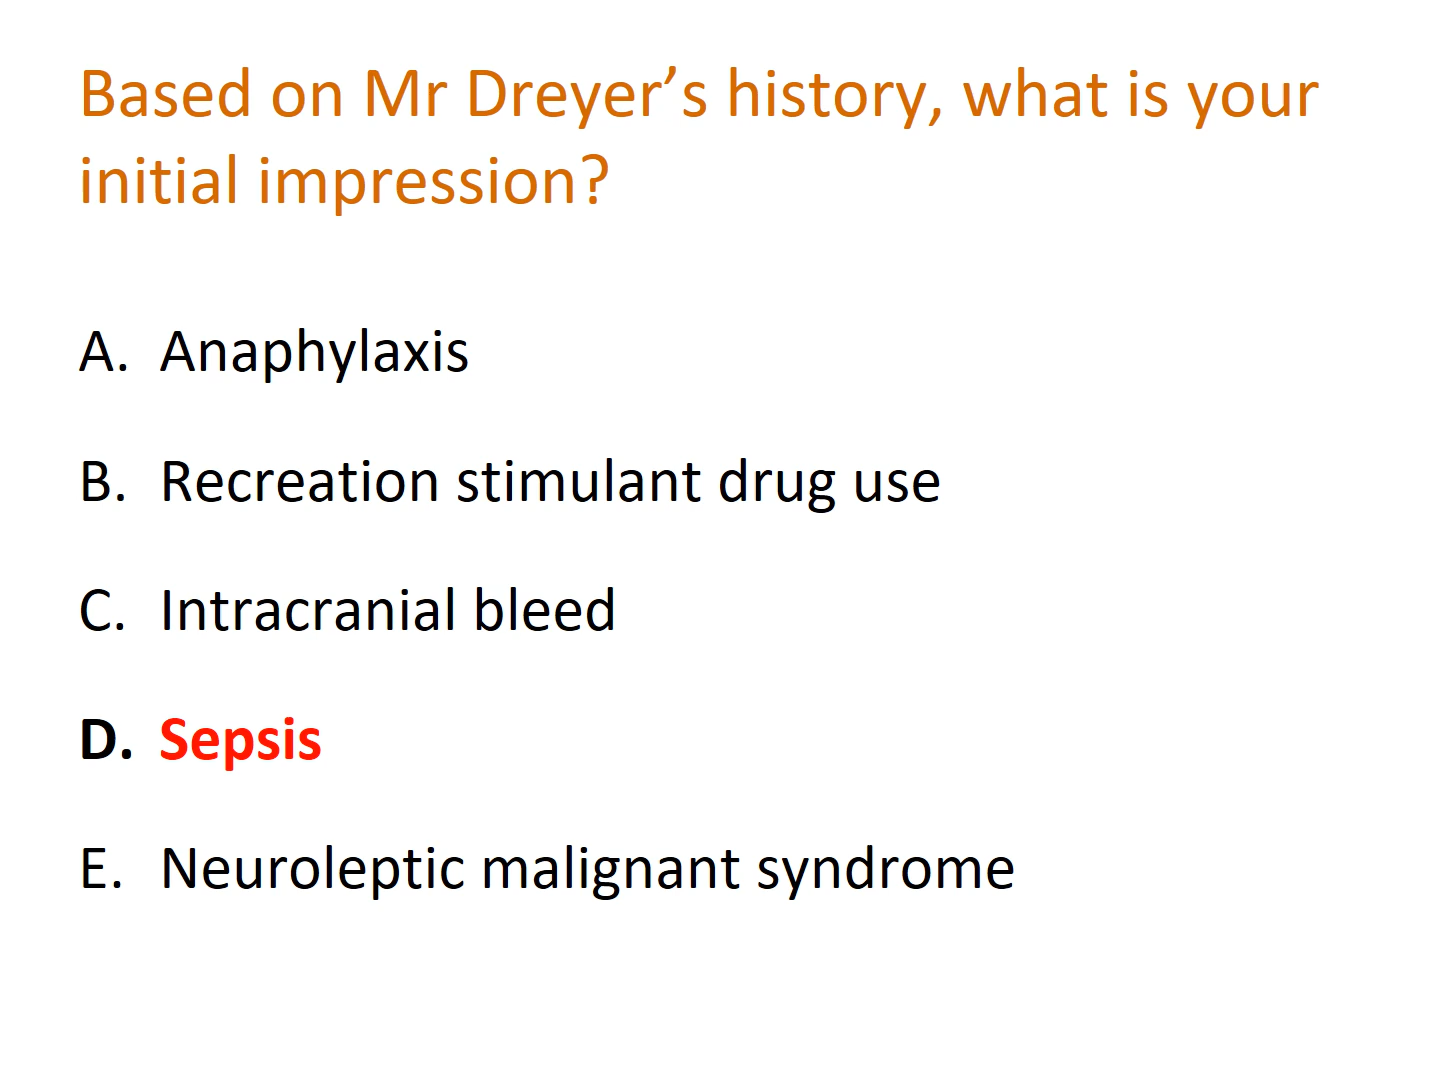 Based on Mr Dreyer’s history, what is your
initial impression?
A. Anaphylaxis
B. Recreation stimulant drug use
C. Intracranial bleed
D. Sepsis
E. Neuroleptic malignant syndrome